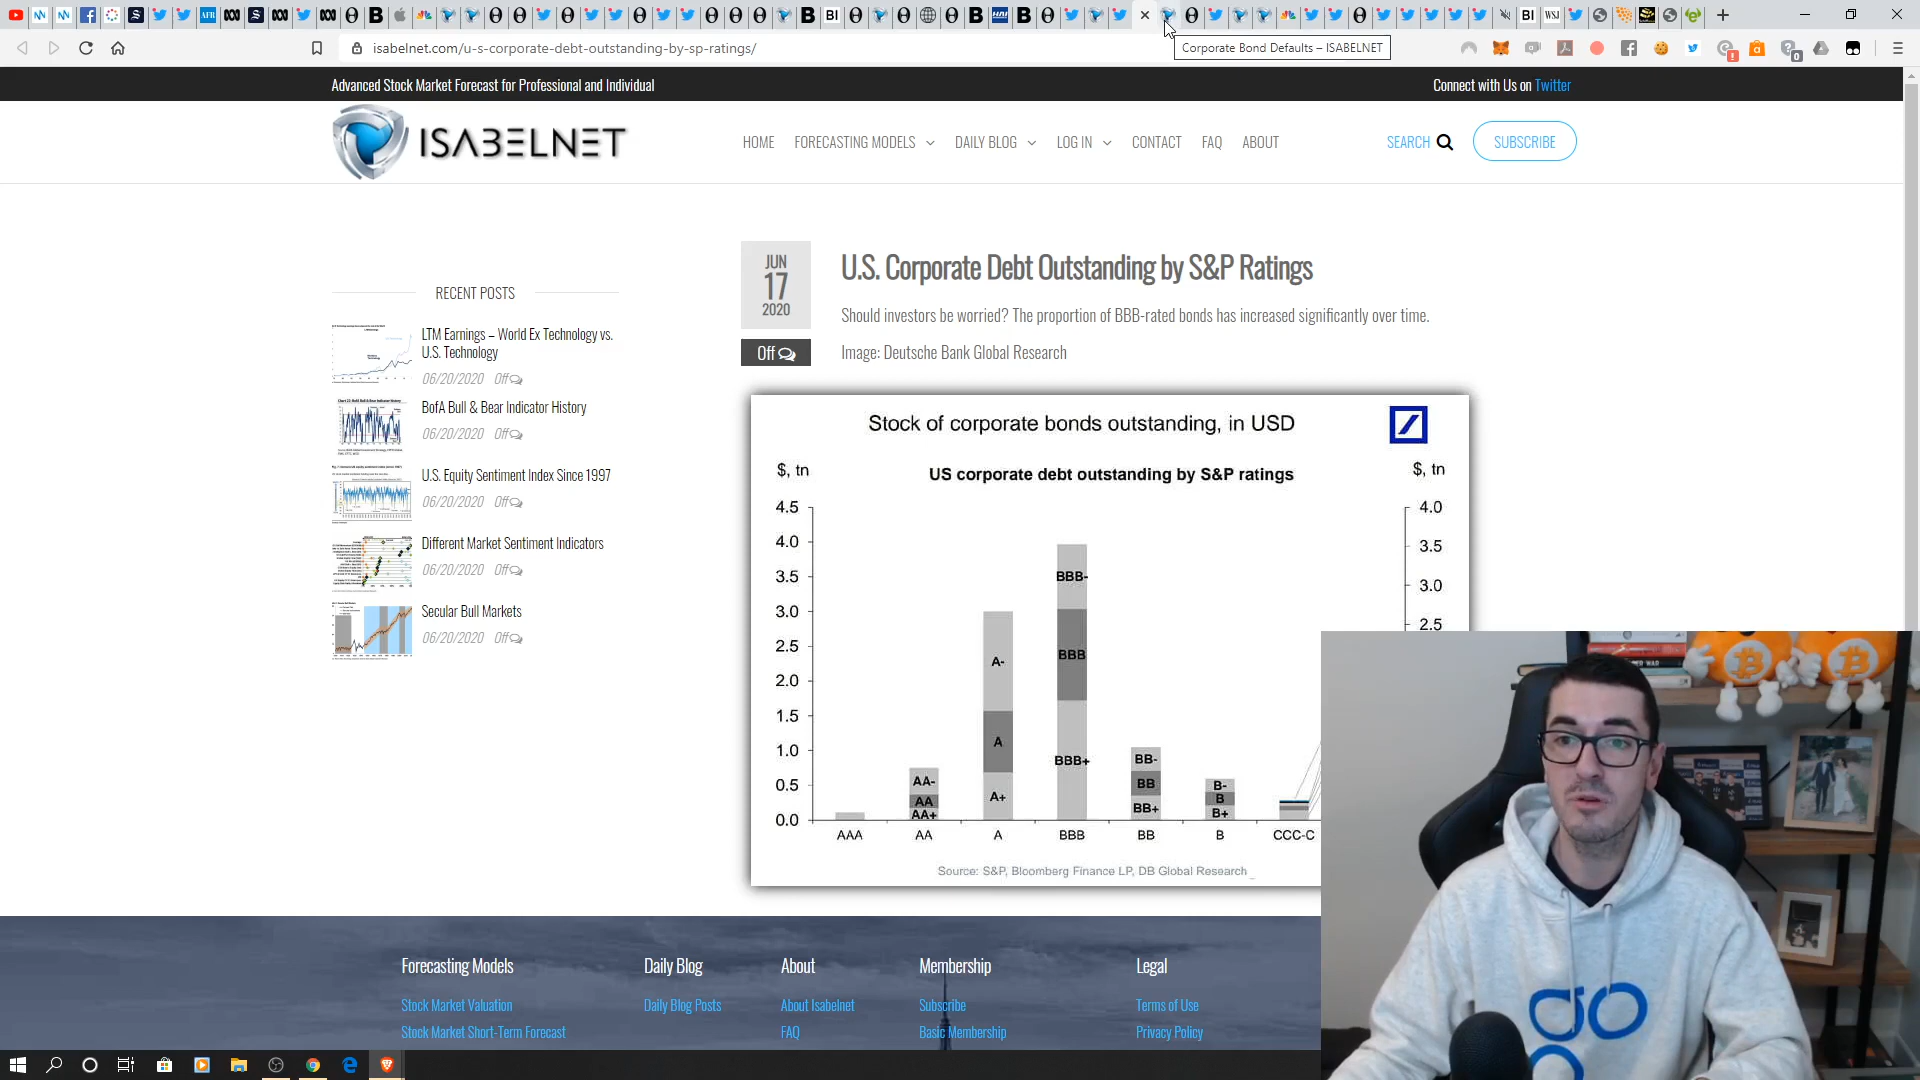 isabelnet.com/u-s-corporate-debt-outstanding-by-sp-ratings/
Corporate Bond Defaults – ISABELNET
Advanced Stock Market Forecast for Professional and Individual
Connect with Us on Twitter
ISABELNET
HOME FORECASTING MODELS DAILY BLOG LOG IN CONTACT FAQ ABOUT
SEARCH
SUBSCRIBE
RECENT POSTS
LTM Earnings – World Ex Technology vs.
U.S. Technology
06/20/2020 Off
BofA Bull & Bear Indicator History
06/20/2020 Off
U.S. Equity Sentiment Index Since 1997
06/20/2020 Off
Different Market Sentiment Indicators
06/20/2020 Off
Secular Bull Markets
06/20/2020 Off
JUN
17
2020
Off
U.S. Corporate Debt Outstanding by S&P Ratings
Should investors be worried? The proportion of BBB-rated bonds has increased significantly over time.
Image: Deutsche Bank Global Research
Stock of corporate bonds outstanding, in USD
US corporate debt outstanding by S&P ratings
$, tn
4.5
4.0
3.5
3.0
2.5
2.0
1.5
1.0
0.5
0.0
$, tn
4.0
3.5
3.0
2.5
AA-
AA
AA+
A-
A
A+
BBB-
BBB
BBB+
BB-
BB
BB+
B-
B
B+
AAA AA A BBB BB B CCC-C
Source: S&P, Bloomberg Finance LP, DB Global Research
Forecasting Models
Stock Market Valuation
Stock Market Short-Term Forecast
Daily Blog
Daily Blog Posts
About
About Isabelnet
FAQ
Membership
Subscribe
Basic Membership
Legal
Terms of Use
Privacy Policy